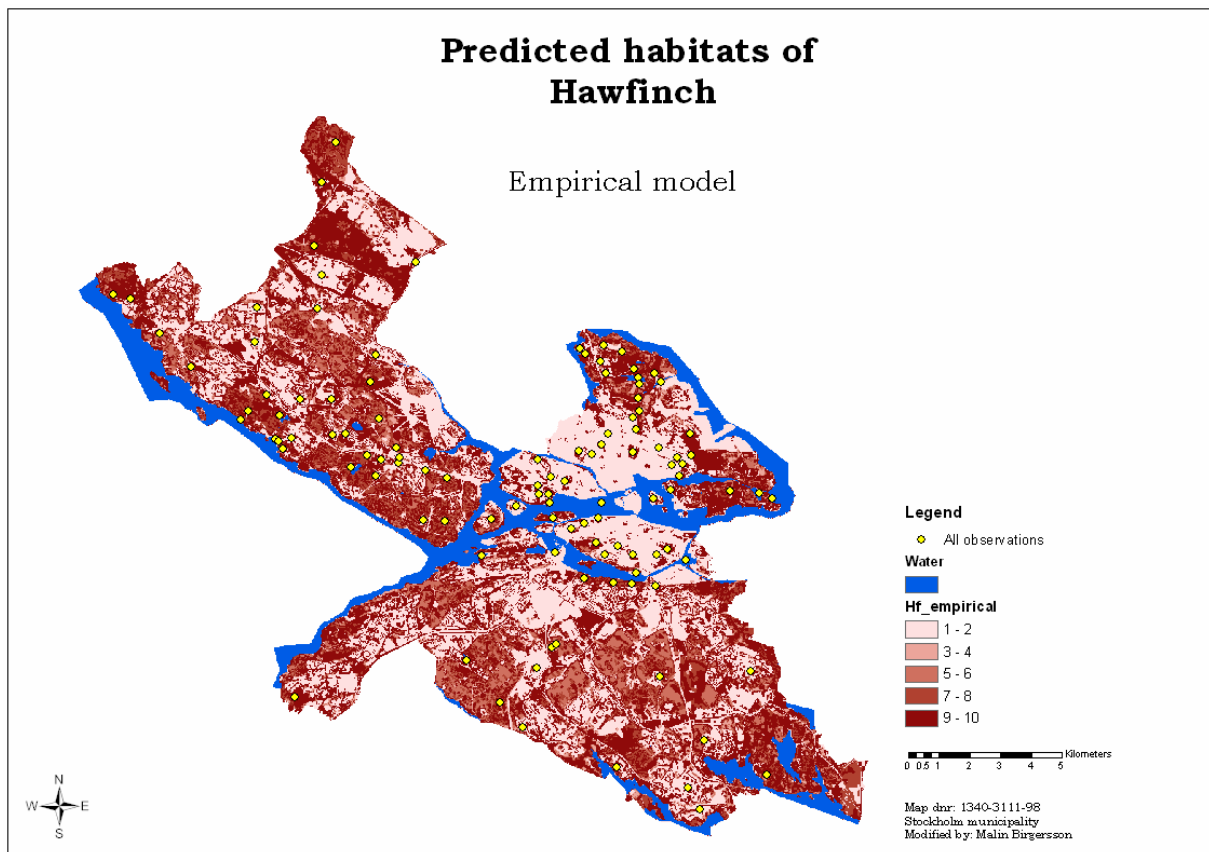 Predicted habitats of
Hawfinch
Empirical model
Legend
All observations
Water
Hf_empirical
1 - 2
3 - 4
5 - 6
7 - 8
9 - 10
Kilometers
0 0.5 1 2 3 4 5
N
W E
S
Map dnr: 1340-3111-98
Stockholm municipality
Modified by: Malin Birgersson